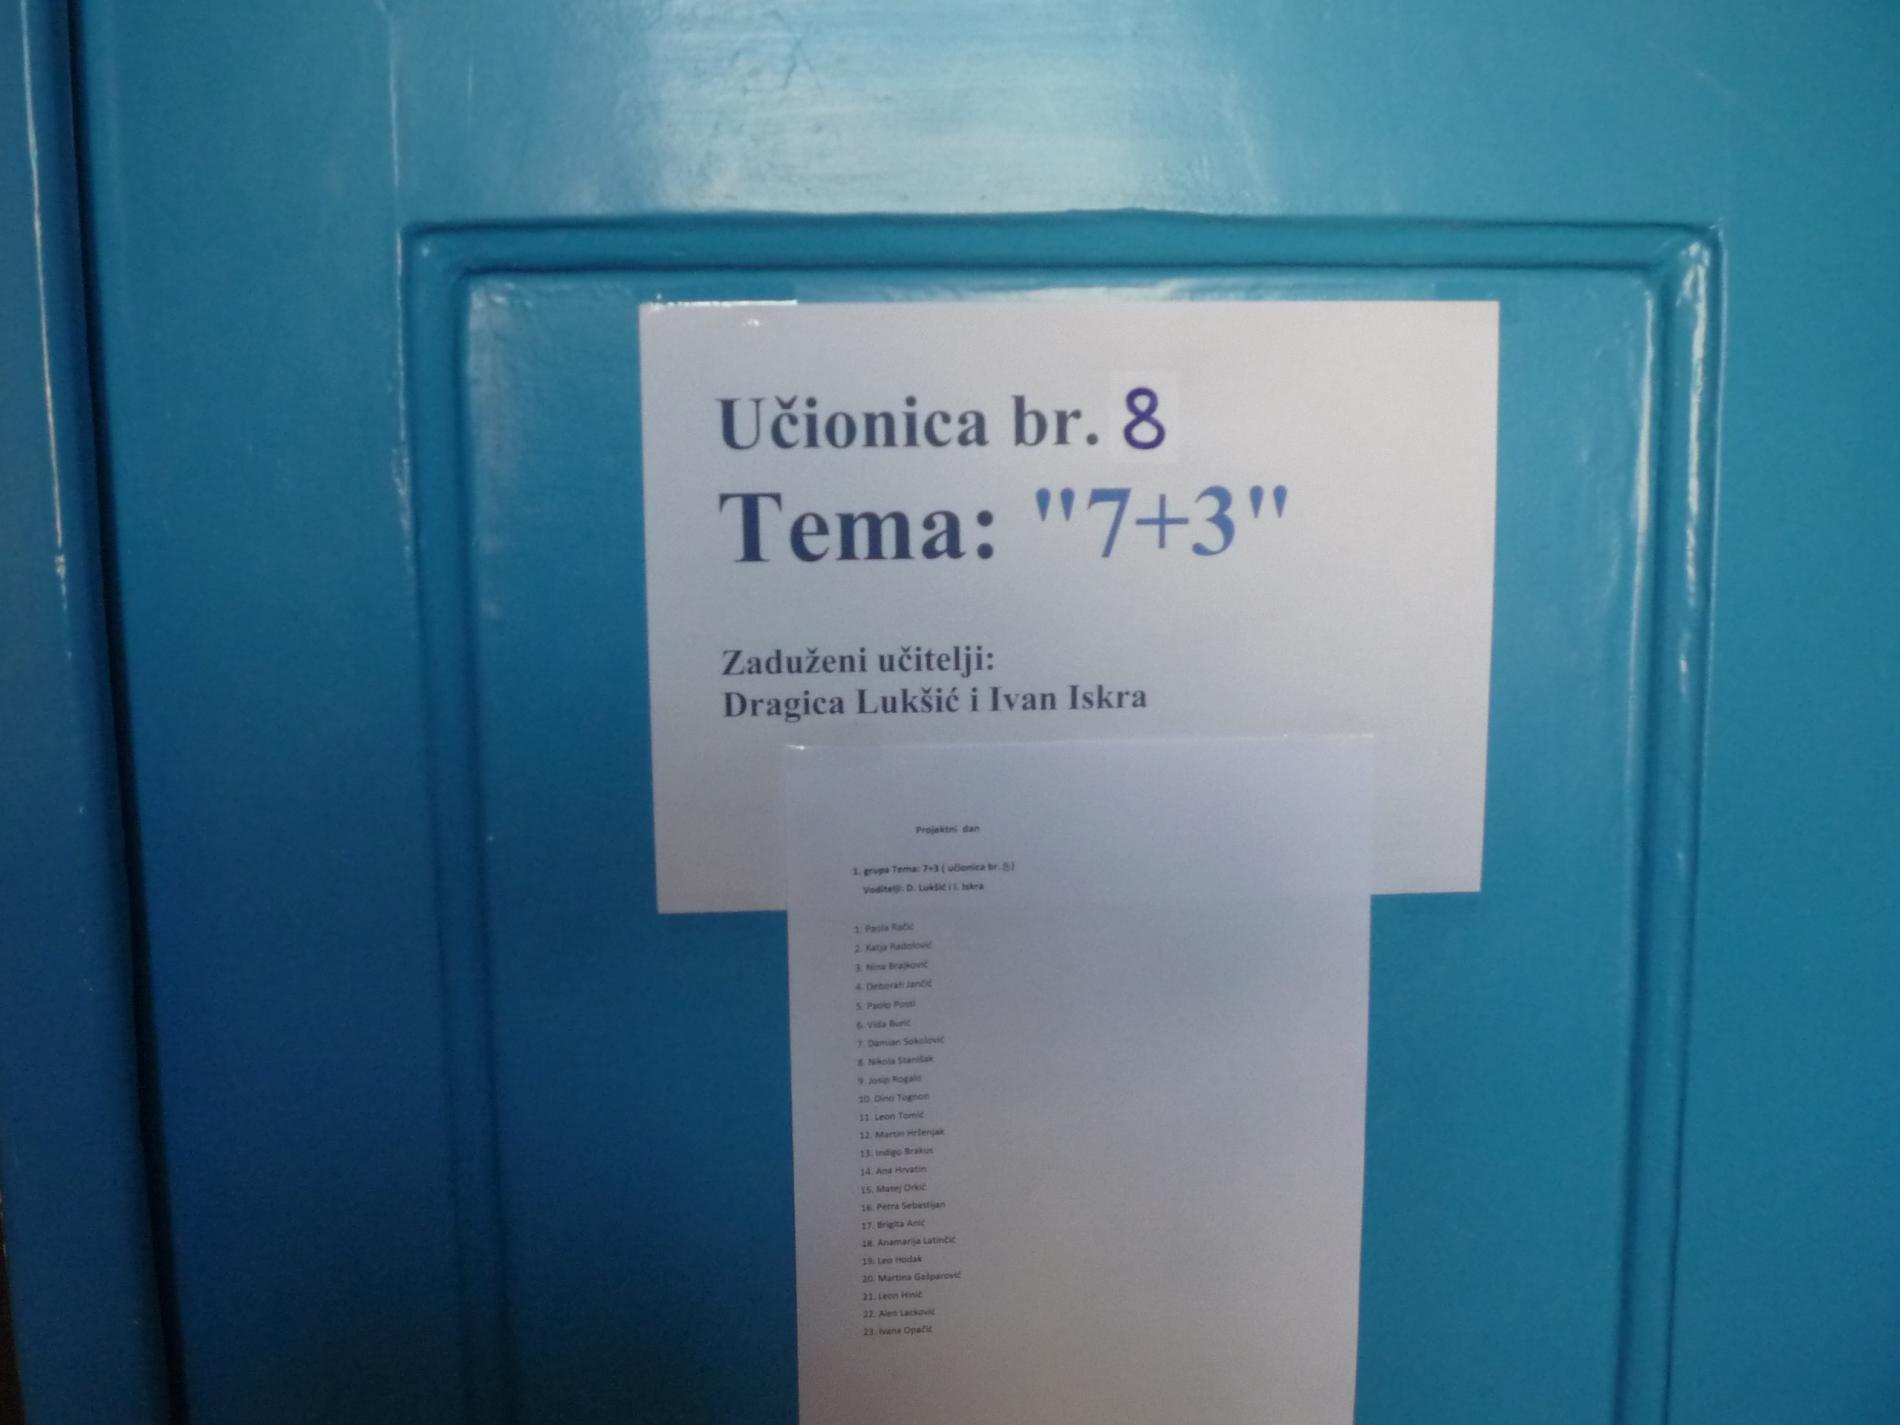 Učionica br. 8
Tema: "7+3"
Zaduženi učitelji:
Dragica Lukšić i Ivan Iskra
Projektni dan
1. grupa Tema: 7+3 ( učionica br. 8)
Voditelji: D. Lukšić i I. Iskra
1. Paola Račić
2. Katja Radolović
3. Nina Brajković
4. Deborah Jančić
5. Paolo Possi
6. Vida Burić
7. Damian Sokolović
8. Nikola Stanišak
9. Josip Rogalo
10. Dino Tognon
11. Leon Tomić
12. Martin Hrženjak
13. Indigo Brakus
14. Ana Hrvatin
15. Matej Orkić
16. Petra Sebastijan
17. Brigita Anić
18. Anamarija Latinčić
19. Leo Hodak
20. Martina Gašparović
21. Leon Hinić
22. Alen Lacković
23. Ivana Opačić